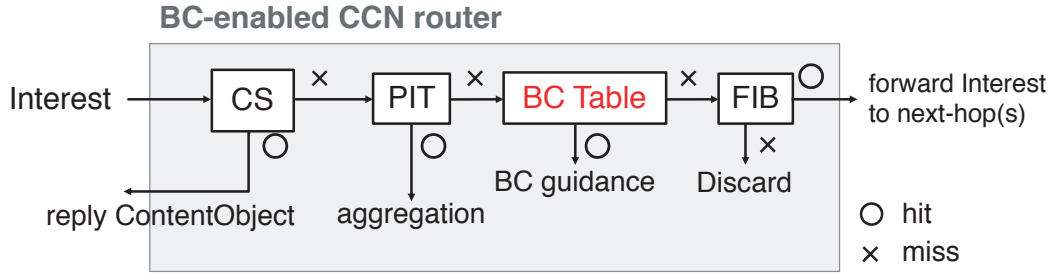 BC-enabled CCN router
Interest
CS
PIT
BC Table
FIB
forward Interest
to next-hop(s)
reply ContentObject
aggregation
BC guidance
Discard
hit
miss